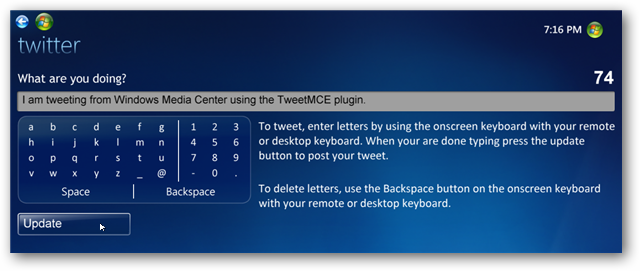 7:16 PM
twitter
What are you doing? 74
I am tweeting from Windows Media Center using the TweetMCE plugin.
a b c d e f g 1 2 3
h i j k l m n 4 5 6
o p q r s t u 7 8 9
v w x y z _ @ - 0 .
Space Backspace
To tweet, enter letters by using the onscreen keyboard with your remote
or desktop keyboard. When your are done typing press the update
button to post your tweet.
To delete letters, use the Backspace button on the onscreen keyboard
with your remote or desktop keyboard.
Update